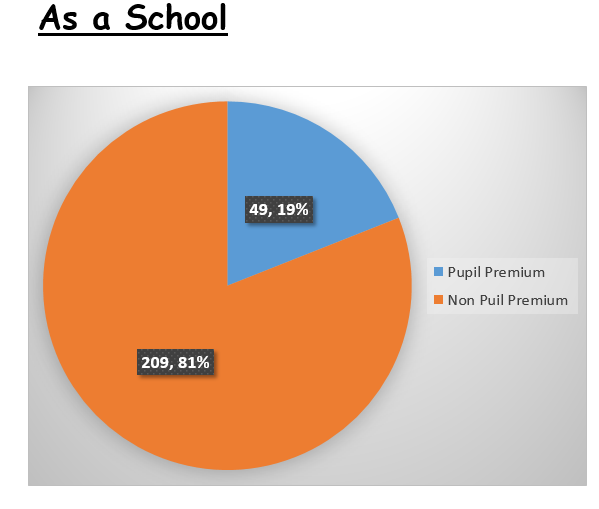 As a School
49, 19%
Pupil Premium
Non Puil Premium
209, 81%